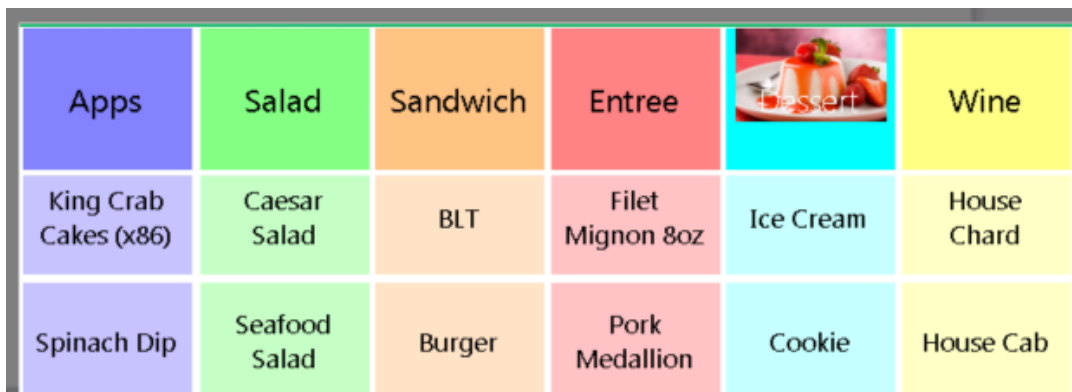 Apps
Salad
Sandwich
Entree
Dessert
Wine
King Crab
Cakes (x86)
Caesar
Salad
BLT
Filet
Mignon 8oz
Ice Cream
House
Chard
Spinach Dip
Seafood
Salad
Burger
Pork
Medallion
Cookie
House Cab